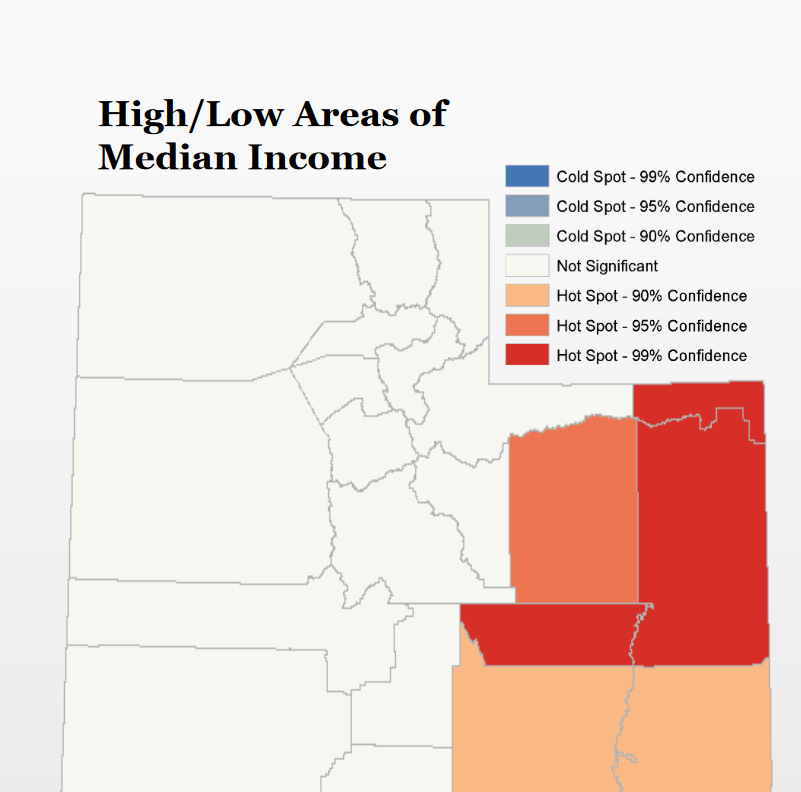 High/Low Areas of
Median Income
Cold Spot - 99% Confidence
Cold Spot - 95% Confidence
Cold Spot - 90% Confidence
Not Significant
Hot Spot - 90% Confidence
Hot Spot - 95% Confidence
Hot Spot - 99% Confidence